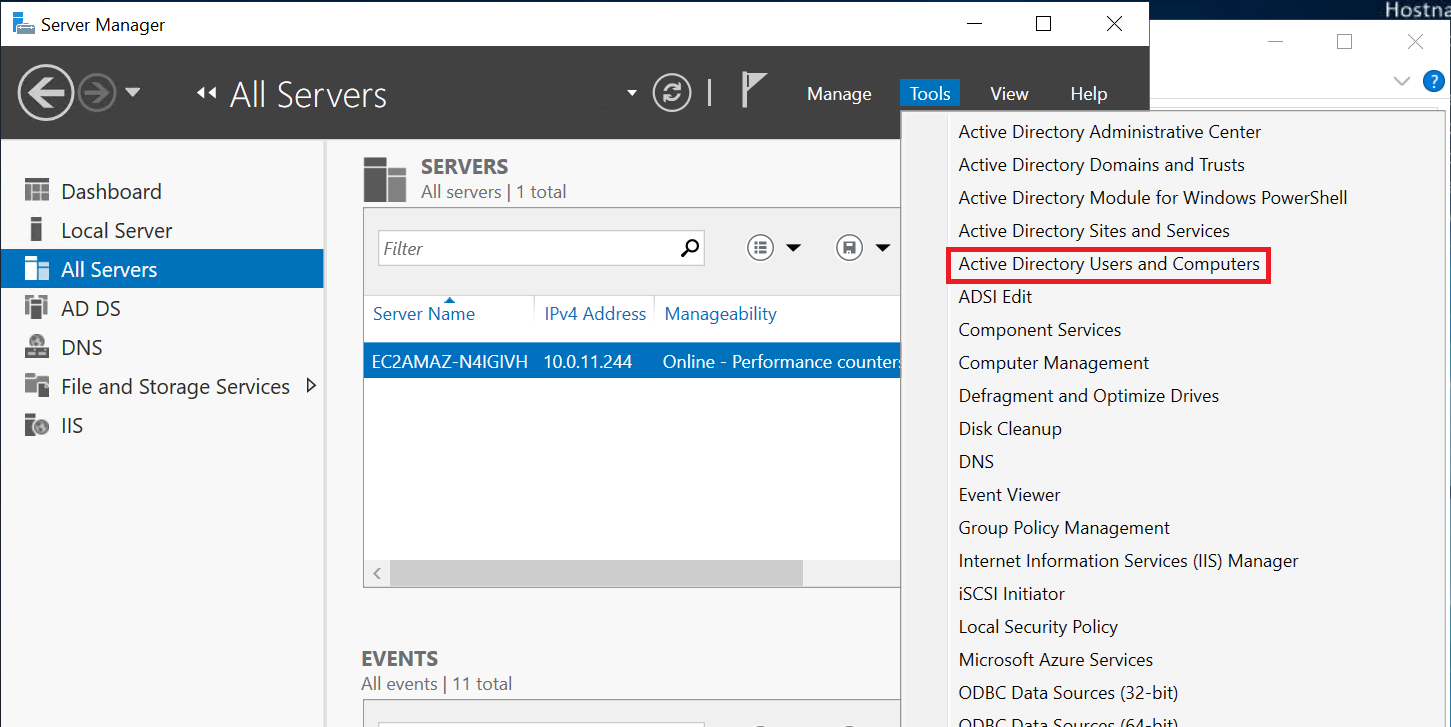 Hostna
Server Manager
All Servers
Manage
Tools
View
Help
?
Dashboard
Local Server
All Servers
AD DS
DNS
File and Storage Services
IIS
SERVERS
All servers | 1 total
Filter
Server Name IPv4 Address Manageability
EC2AMAZ-N4IGIVH 10.0.11.244 Online - Performance counters
EVENTS
All events | 11 total
Active Directory Administrative Center
Active Directory Domains and Trusts
Active Directory Module for Windows PowerShell
Active Directory Sites and Services
Active Directory Users and Computers
ADSI Edit
Component Services
Computer Management
Defragment and Optimize Drives
Disk Cleanup
DNS
Event Viewer
Group Policy Management
Internet Information Services (IIS) Manager
iSCSI Initiator
Local Security Policy
Microsoft Azure Services
ODBC Data Sources (32-bit)
ODBC Data Sources (64-bit)